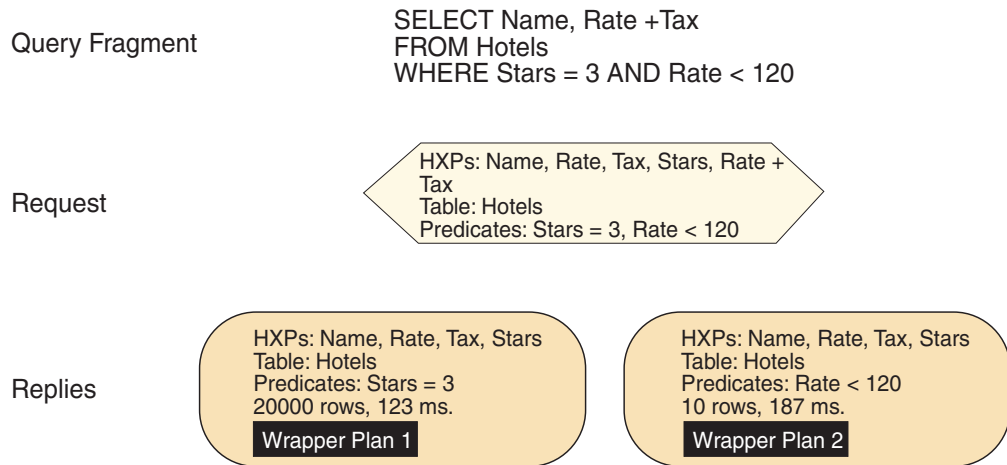 Query Fragment
SELECT Name, Rate +Tax
FROM Hotels
WHERE Stars = 3 AND Rate < 120
Request
HXPs: Name, Rate, Tax, Stars, Rate +
Tax
Table: Hotels
Predicates: Stars = 3, Rate < 120
Replies
HXPs: Name, Rate, Tax, Stars
Table: Hotels
Predicates: Stars = 3
20000 rows, 123 ms.
Wrapper Plan 1
HXPs: Name, Rate, Tax, Stars
Table: Hotels
Predicates: Rate < 120
10 rows, 187 ms.
Wrapper Plan 2